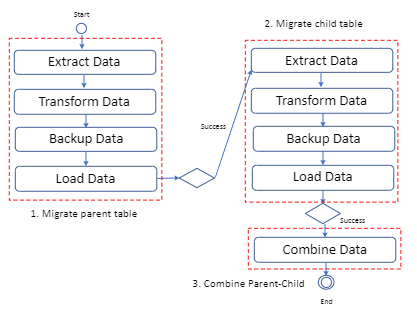 Start
Extract Data
Transform Data
Backup Data
Load Data
1. Migrate parent table
Success
2. Migrate child table
Extract Data
Transform Data
Backup Data
Load Data
Success
Combine Data
3. Combine Parent-Child
End